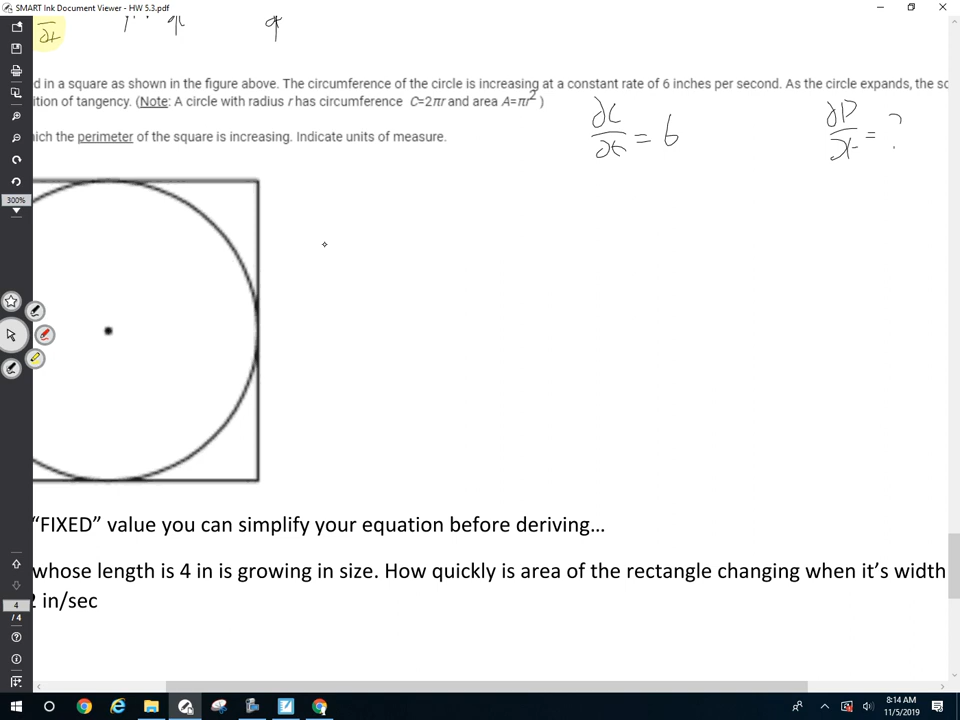 SMART Ink Document Viewer - HW 5.3.pdf
∂t
d in a square as shown in the figure above. The circumference of the circle is increasing at a constant rate of 6 inches per second. As the circle expands, the sc
ition of tangency. (Note: A circle with radius r has circumference C=2πr and area A=πr²)
∂C/∂t = 6
∂P/∂t = ?
ich the perimeter of the square is increasing. Indicate units of measure.
300%
"FIXED" value you can simplify your equation before deriving…
whose length is 4 in is growing in size. How quickly is area of the rectangle changing when it's width
2 in/sec
4
/ 4
8:14 AM
11/5/2019